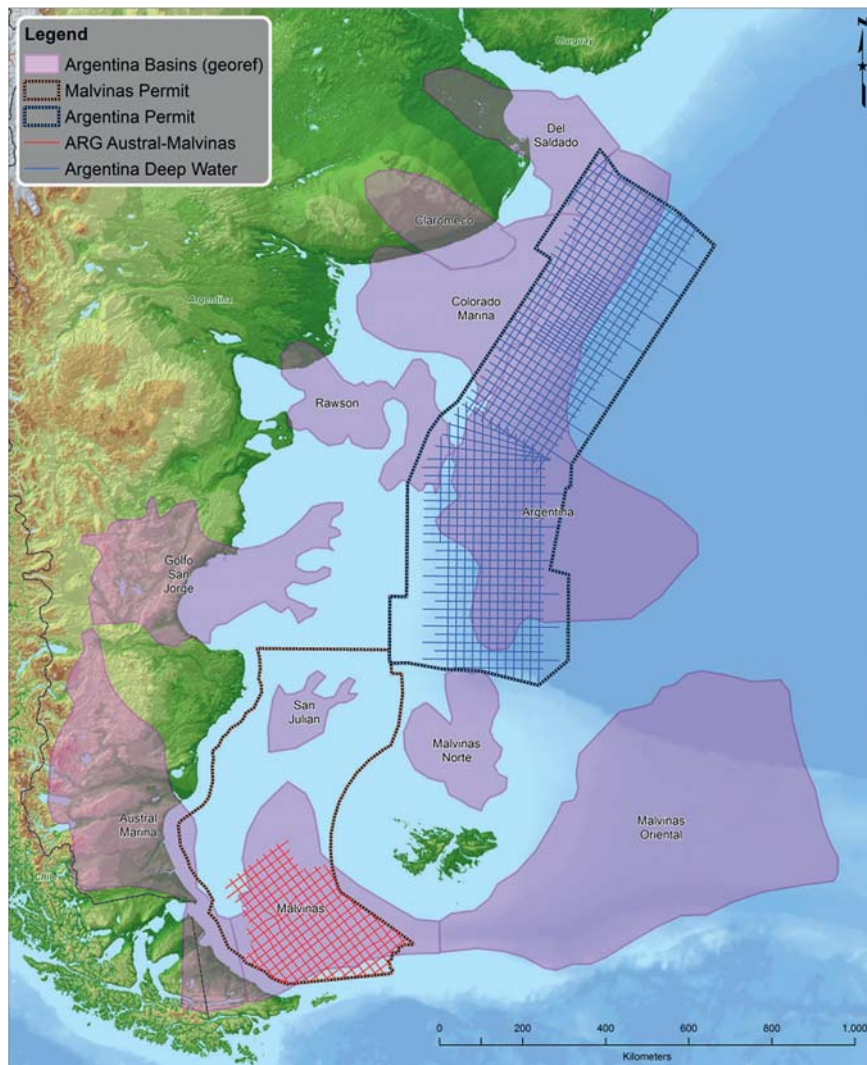 Legend
Argentina Basins (georef)
Malvinas Permit
Argentina Permit
ARG Austral-Malvinas
Argentina Deep Water
Uruguay
Del
Saldado
Claromeco
Argentina
Colorado
Marina
Rawson
Argentina
Golfo
San
Jorge
San
Julian
Malvinas
Norte
Austral
Marina
Malvinas
Oriental
Malvinas
0 200 400 600 800 1,000
Kilometers